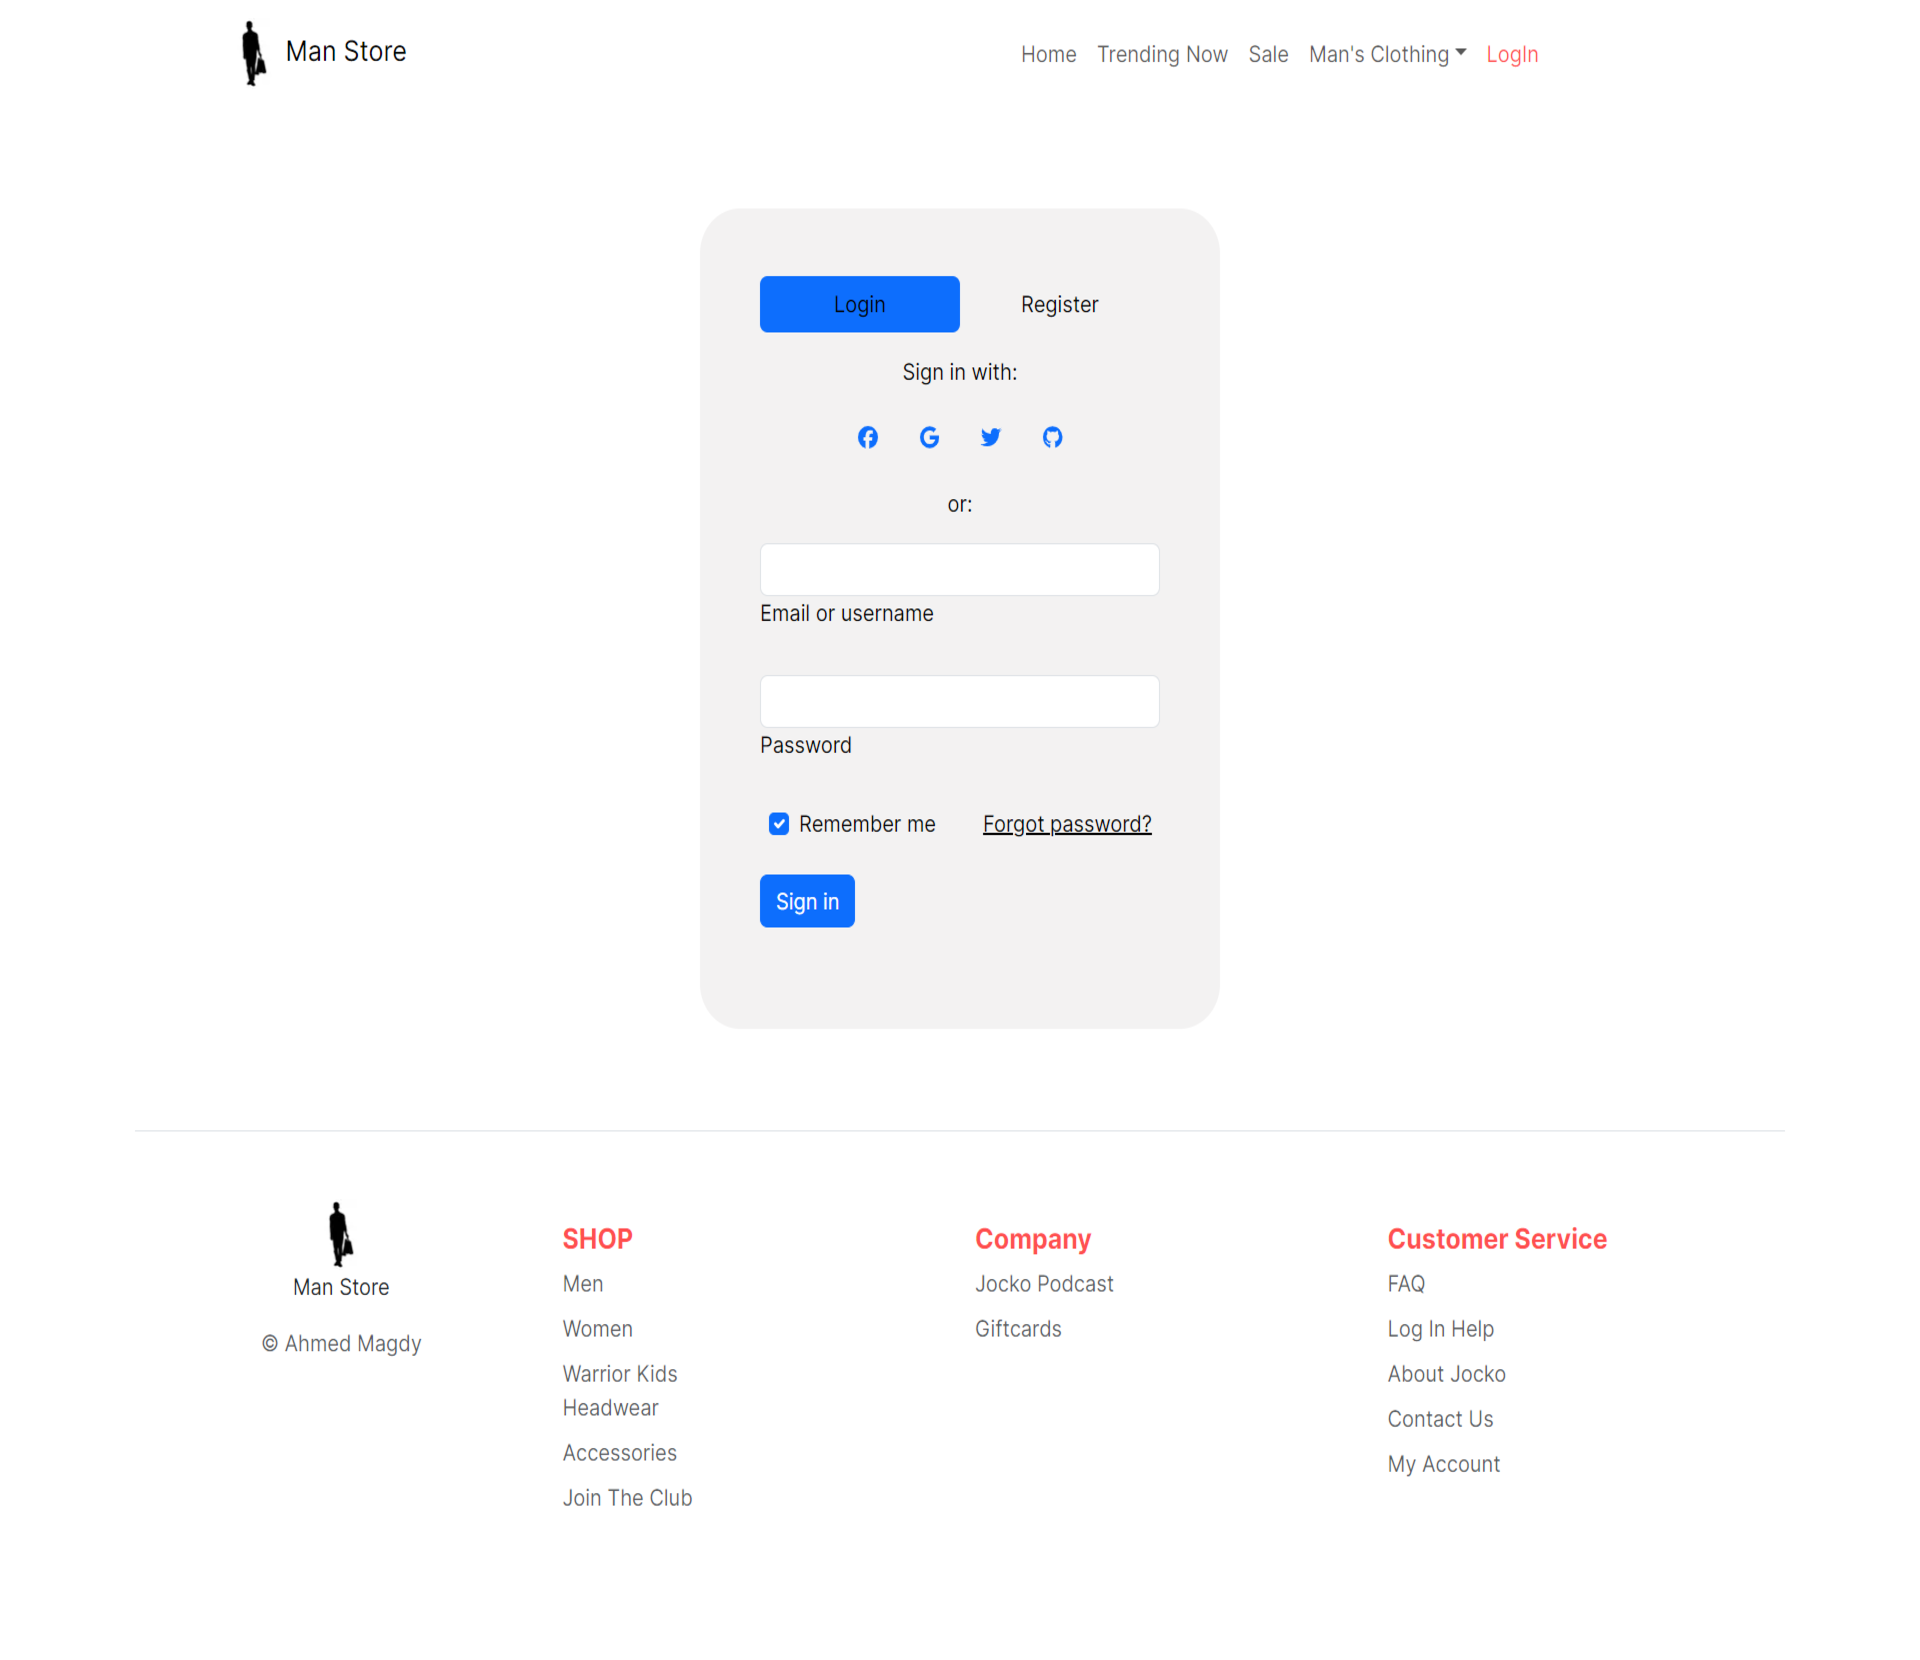 Man Store
Home Trending Now Sale Man's Clothing LogIn
Login Register
Sign in with:
or:
Email or username
Password
Remember me Forgot password?
Sign in
Man Store
© Ahmed Magdy
SHOP
Men
Women
Warrior Kids
Headwear
Accessories
Join The Club
Company
Jocko Podcast
Giftcards
Customer Service
FAQ
Log In Help
About Jocko
Contact Us
My Account